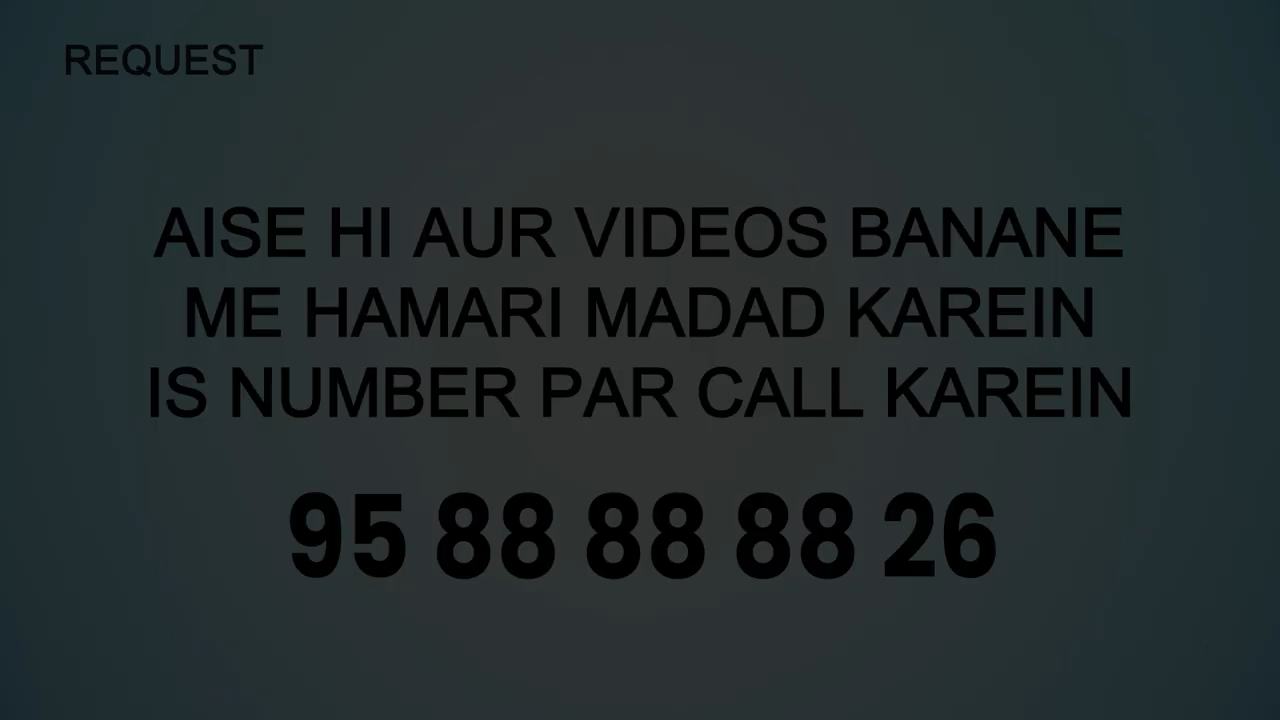 REQUEST
AISE HI AUR VIDEOS BANANE
ME HAMARI MADAD KAREIN
IS NUMBER PAR CALL KAREIN
95 88 88 88 26